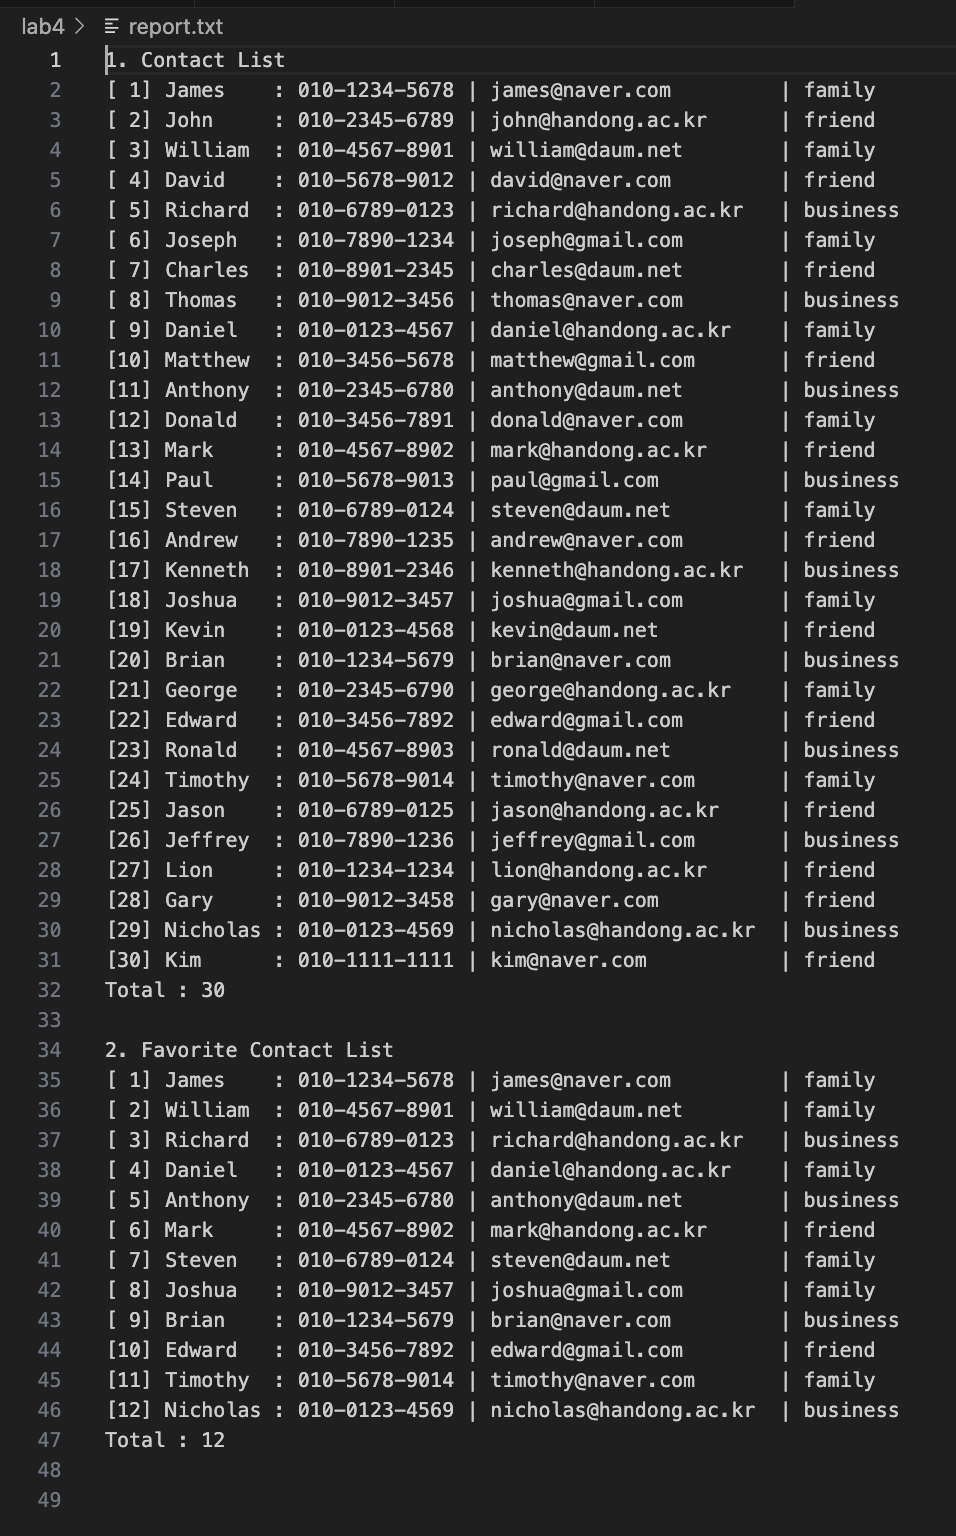 lab4 > report.txt
1 1. Contact List
2 [ 1] James    : 010-1234-5678 | james@naver.com         | family
3 [ 2] John     : 010-2345-6789 | john@handong.ac.kr      | friend
4 [ 3] William  : 010-4567-8901 | william@daum.net        | family
5 [ 4] David    : 010-5678-9012 | david@naver.com         | friend
6 [ 5] Richard  : 010-6789-0123 | richard@handong.ac.kr   | business
7 [ 6] Joseph   : 010-7890-1234 | joseph@gmail.com        | family
8 [ 7] Charles  : 010-8901-2345 | charles@daum.net        | friend
9 [ 8] Thomas   : 010-9012-3456 | thomas@naver.com        | business
10 [ 9] Daniel   : 010-0123-4567 | daniel@handong.ac.kr    | family
11 [10] Matthew  : 010-3456-5678 | matthew@gmail.com       | friend
12 [11] Anthony  : 010-2345-6780 | anthony@daum.net        | business
13 [12] Donald   : 010-3456-7891 | donald@naver.com        | family
14 [13] Mark     : 010-4567-8902 | mark@handong.ac.kr      | friend
15 [14] Paul     : 010-5678-9013 | paul@gmail.com          | business
16 [15] Steven   : 010-6789-0124 | steven@daum.net         | family
17 [16] Andrew   : 010-7890-1235 | andrew@naver.com        | friend
18 [17] Kenneth  : 010-8901-2346 | kenneth@handong.ac.kr   | business
19 [18] Joshua   : 010-9012-3457 | joshua@gmail.com        | family
20 [19] Kevin    : 010-0123-4568 | kevin@daum.net          | friend
21 [20] Brian    : 010-1234-5679 | brian@naver.com         | business
22 [21] George   : 010-2345-6790 | george@handong.ac.kr    | family
23 [22] Edward   : 010-3456-7892 | edward@gmail.com        | friend
24 [23] Ronald   : 010-4567-8903 | ronald@daum.net         | business
25 [24] Timothy  : 010-5678-9014 | timothy@naver.com       | family
26 [25] Jason    : 010-6789-0125 | jason@handong.ac.kr     | friend
27 [26] Jeffrey  : 010-7890-1236 | jeffrey@gmail.com       | business
28 [27] Lion     : 010-1234-1234 | lion@handong.ac.kr      | friend
29 [28] Gary     : 010-9012-3458 | gary@naver.com          | friend
30 [29] Nicholas : 010-0123-4569 | nicholas@handong.ac.kr  | business
31 [30] Kim      : 010-1111-1111 | kim@naver.com           | friend
32 Total : 30
33
34 2. Favorite Contact List
35 [ 1] James    : 010-1234-5678 | james@naver.com         | family
36 [ 2] William  : 010-4567-8901 | william@daum.net        | family
37 [ 3] Richard  : 010-6789-0123 | richard@handong.ac.kr   | business
38 [ 4] Daniel   : 010-0123-4567 | daniel@handong.ac.kr    | family
39 [ 5] Anthony  : 010-2345-6780 | anthony@daum.net        | business
40 [ 6] Mark     : 010-4567-8902 | mark@handong.ac.kr      | friend
41 [ 7] Steven   : 010-6789-0124 | steven@daum.net         | family
42 [ 8] Joshua   : 010-9012-3457 | joshua@gmail.com        | family
43 [ 9] Brian    : 010-1234-5679 | brian@naver.com         | business
44 [10] Edward   : 010-3456-7892 | edward@gmail.com        | friend
45 [11] Timothy  : 010-5678-9014 | timothy@naver.com       | family
46 [12] Nicholas : 010-0123-4569 | nicholas@handong.ac.kr  | business
47 Total : 12
48
49